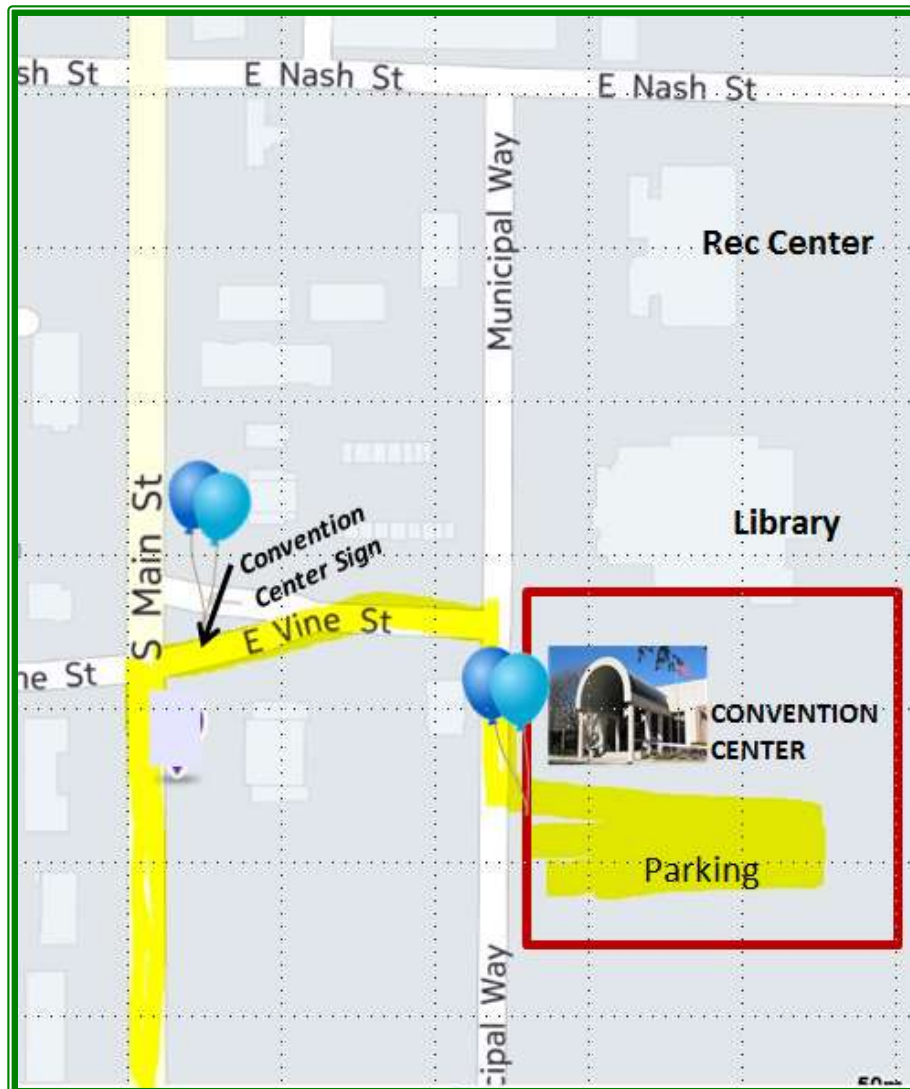 sh St
E Nash St
E Nash St
Municipal Way
Rec Center
S Main St
Library
Convention
Center Sign
E Vine St
ne St
CONVENTION
CENTER
Parking
cipal Way
50m